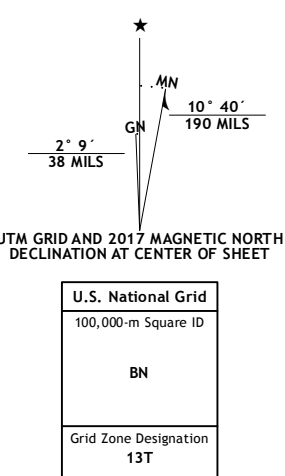 MN
GN
10° 40´
190 MILS
2° 9´
38 MILS
UTM GRID AND 2017 MAGNETIC NORTH
DECLINATION AT CENTER OF SHEET
U.S. National Grid
100,000-m Square ID
BN
Grid Zone Designation
13T